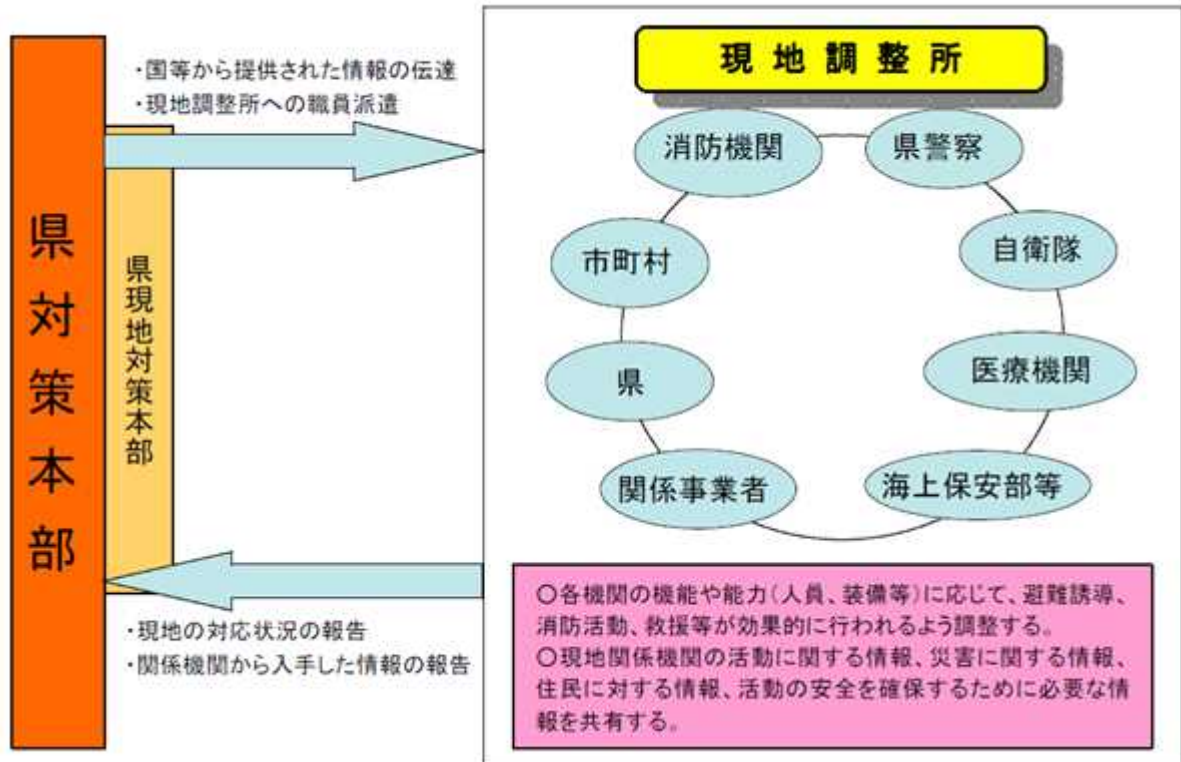 県対策本部
県現地対策本部
・国等から提供された情報の伝達
・現地調整所への職員派遣
・現地の対応状況の報告
・関係機関から入手した情報の報告
現地調整所
消防機関
県警察
市町村
自衛隊
県
医療機関
関係事業者
海上保安部等
○各機関の機能や能力(人員、装備等)に応じて、避難誘導、
消防活動、救援等が効果的に行われるよう調整する。
○現地関係機関の活動に関する情報、災害に関する情報、
住民に対する情報、活動の安全を確保するために必要な情
報を共有する。